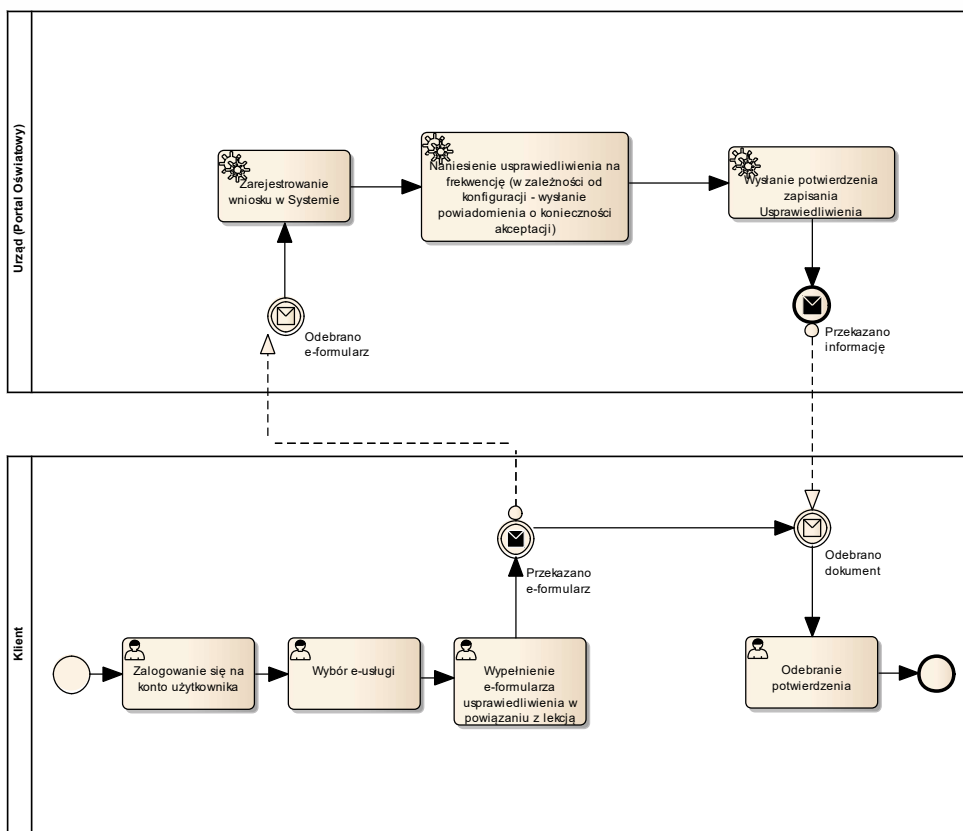 Urząd (Portal Oświatowy)
Zarejestrowanie
wniosku w Systemie
Naniesienie usprawiedliwienia na
frekwencję (w zależności od
konfiguracji - wysłanie
powiadomienia o konieczności
akceptacji)
Wysłanie potwierdzenia
zapisania
Usprawiedliwienia
Odebrano
e-formularz
Przekazano
informację
Klient
Przekazano
e-formularz
Odebrano
dokument
Zalogowanie się na
konto użytkownika
Wybór e-usługi
Wypełnienie
e-formularza
usprawiedliwienia w
powiązaniu z lekcją
Odebranie
potwierdzenia